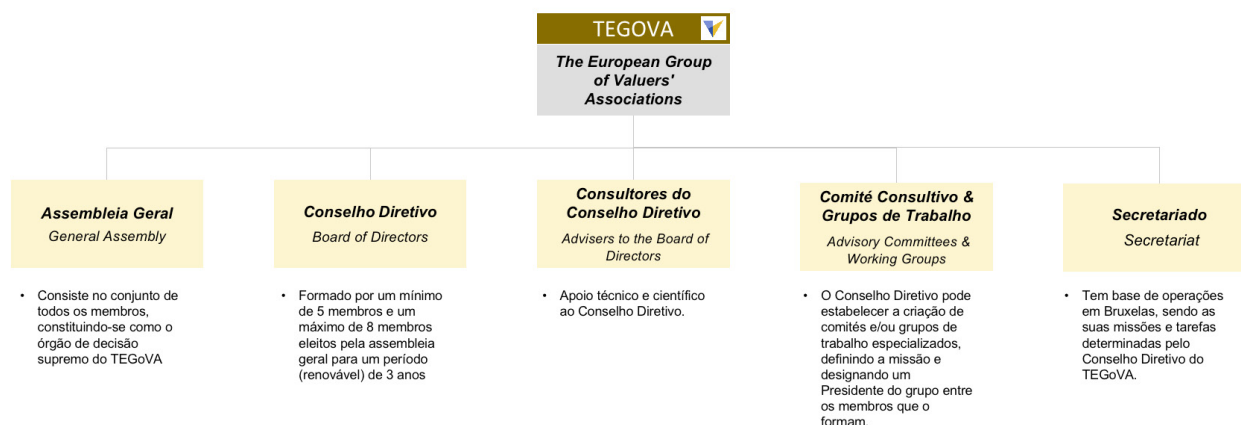 TEGOVA
The European Group
of Valuers'
Associations
Assembleia Geral
General Assembly
• Consiste no conjunto de
todos os membros,
constituindo-se como o
órgão de decisão
supremo do TEGoVA
Conselho Diretivo
Board of Directors
• Formado por um mínimo
de 5 membros e um
máximo de 8 membros
eleitos pela assembleia
geral para um período
(renovável) de 3 anos
Consultores do
Conselho Diretivo
Advisers to the Board of
Directors
• Apoio técnico e científico
ao Conselho Diretivo.
Comité Consultivo &
Grupos de Trabalho
Advisory Committees &
Working Groups
• O Conselho Diretivo pode
estabelecer a criação de
comités e/ou grupos de
trabalho especializados,
definindo a missão e
designando um
Presidente do grupo entre
os membros que o
formam.
Secretariado
Secretariat
• Tem base de operações
em Bruxelas, sendo as
suas missões e tarefas
determinadas pelo
Conselho Diretivo do
TEGoVA.